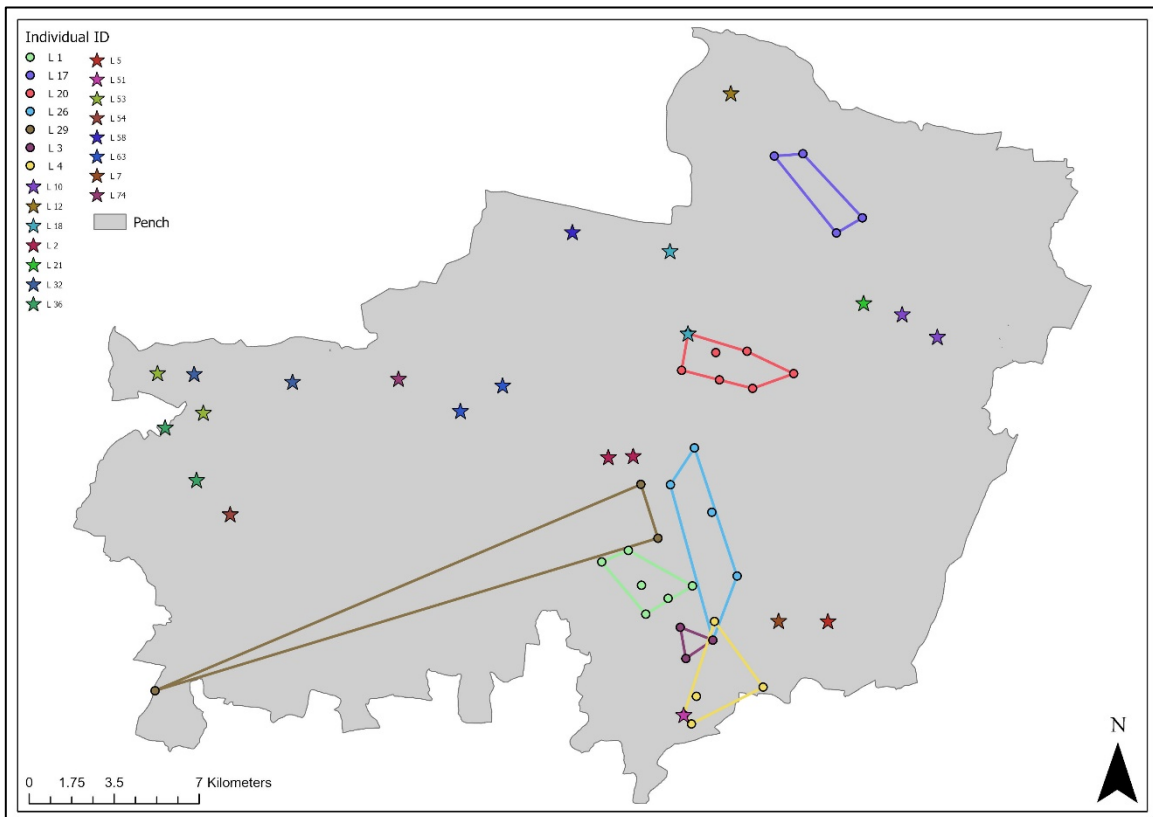 Individual ID
L 1
L 17
L 20
L 26
L 29
L 3
L 4
L 10
L 12
L 18
L 2
L 21
L 32
L 36
L 5
L 51
L 53
L 54
L 58
L 63
L 7
L 74
Pench
0 1.75 3.5 7 Kilometers
N